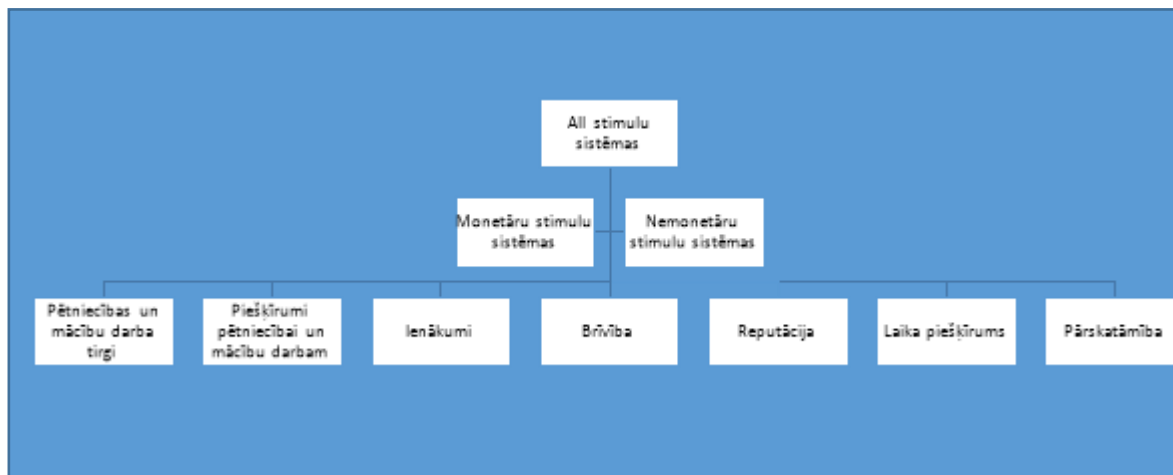 All stimulu
sistēmas
Monetāru stimulu
sistēmas
Nemonetāru
stimulu sistēmas
Pētniecības un
mācību darba
tirgi
Piešķīrumi
pētniecībai un
mācību darbam
Ienākumi
Brīvība
Reputācija
Laika piešķīrums
Pārskatāmība